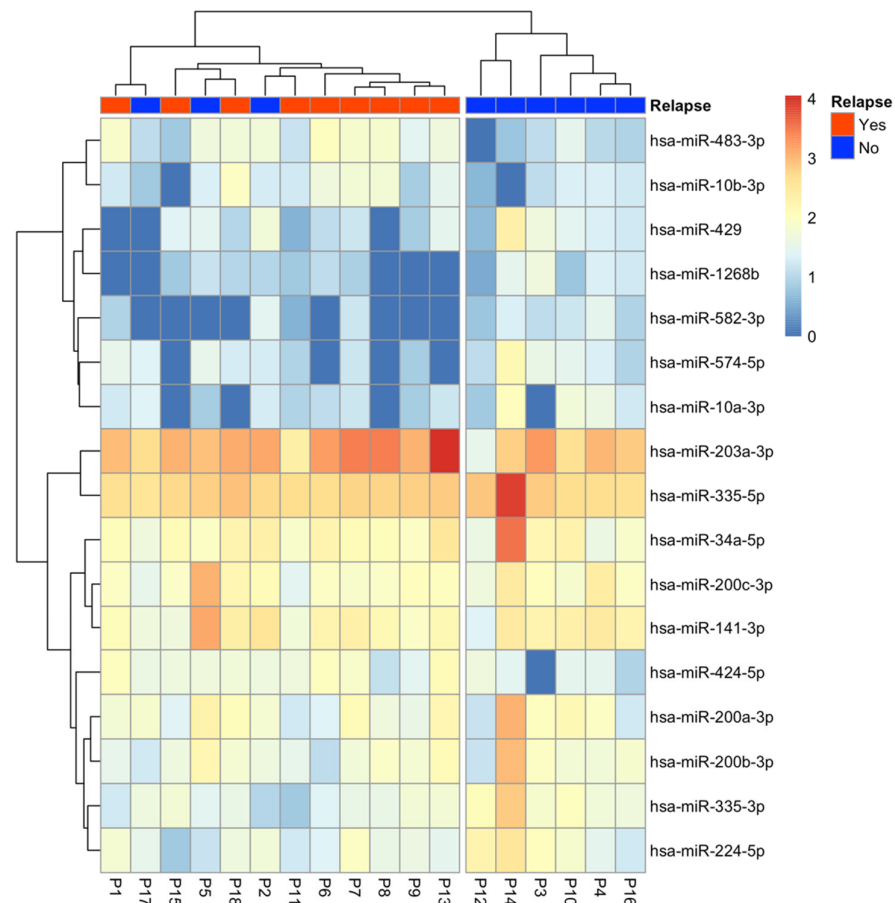 Relapse
hsa-miR-483-3p
hsa-miR-10b-3p
hsa-miR-429
hsa-miR-1268b
hsa-miR-582-3p
hsa-miR-574-5p
hsa-miR-10a-3p
hsa-miR-203a-3p
hsa-miR-335-5p
hsa-miR-34a-5p
hsa-miR-200c-3p
hsa-miR-141-3p
hsa-miR-424-5p
hsa-miR-200a-3p
hsa-miR-200b-3p
hsa-miR-335-3p
hsa-miR-224-5p
4
3
2
1
0
Relapse
Yes
No
P1 P17 P15 P5 P18 P2 P11 P6 P7 P8 P9 P13 P12 P14 P3 P10 P4 P16